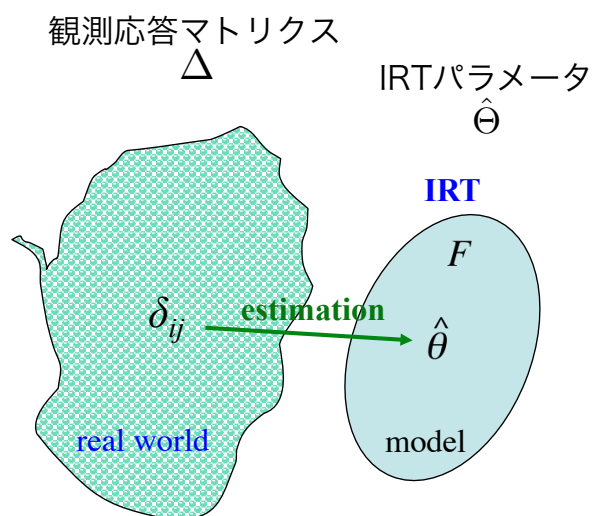 観測応答マトリクス
Δ
IRTパラメータ
Θ̂
IRT
F
estimation
δij
θ̂
real world
model